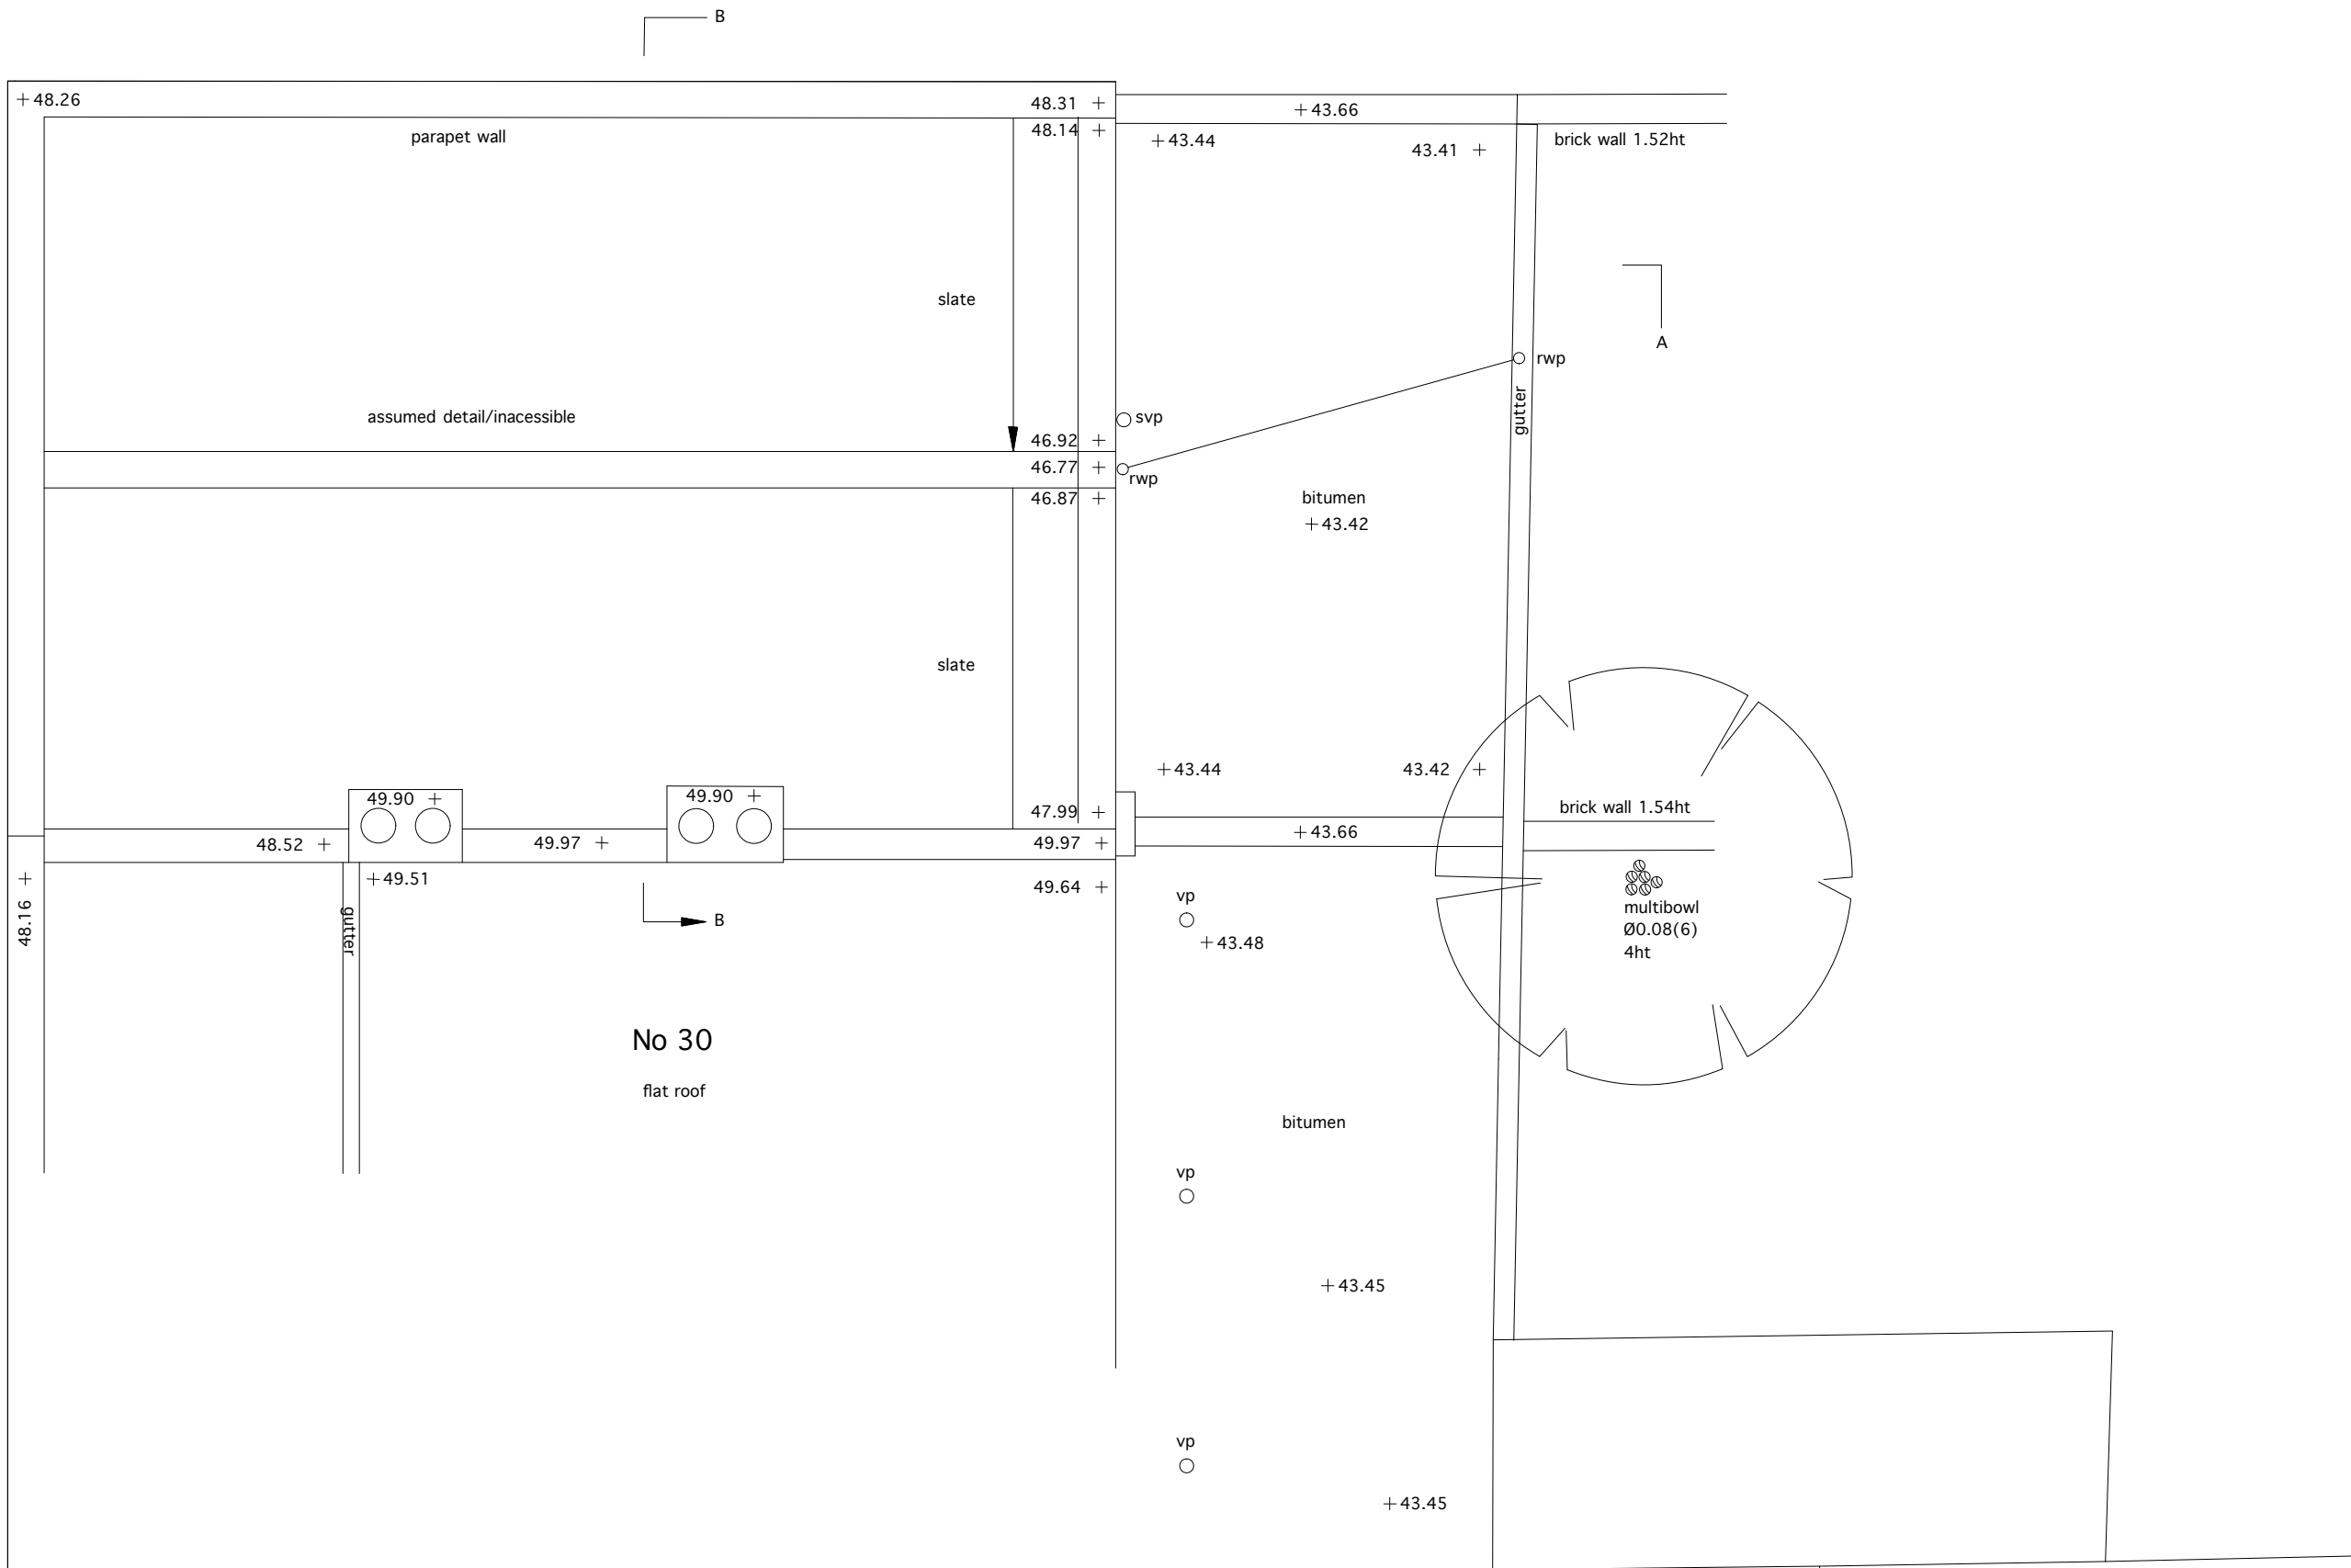 B
+48.26
48.31 +
+43.66
parapet wall
48.14 +
+43.44
43.41 +
brick wall 1.52ht
slate
A
rwp
gutter
assumed detail/inacessible
svp
46.92 +
46.77 +
rwp
46.87 +
bitumen
+43.42
slate
+43.44
43.42 +
49.90 +
49.90 +
47.99 +
brick wall 1.54ht
48.52 +
49.97 +
49.97 +
+43.66
48.16 +
+49.51
49.64 +
vp
gutter
B
+43.48
multibowl
Ø0.08(6)
4ht
No 30
flat roof
bitumen
vp
+43.45
vp
+43.45